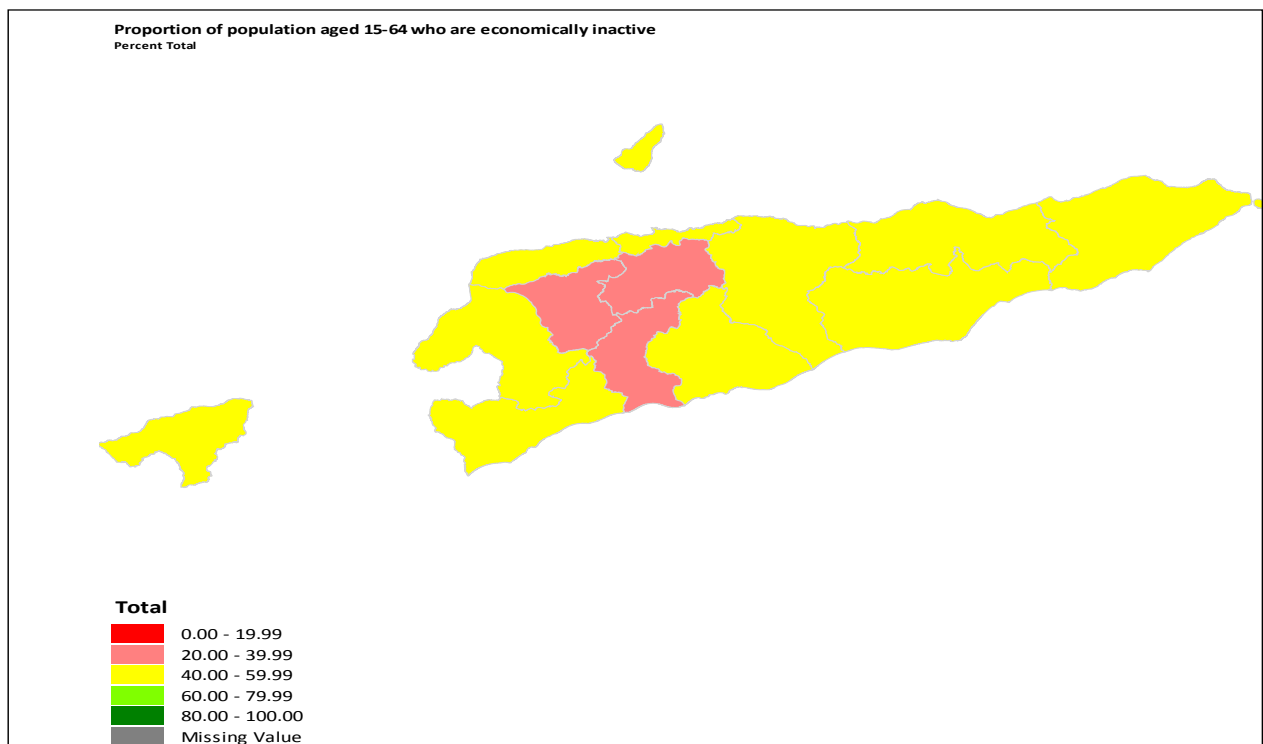 Proportion of population aged 15-64 who are economically inactive
Percent Total
Total
0.00 - 19.99
20.00 - 39.99
40.00 - 59.99
60.00 - 79.99
80.00 - 100.00
Missing Value